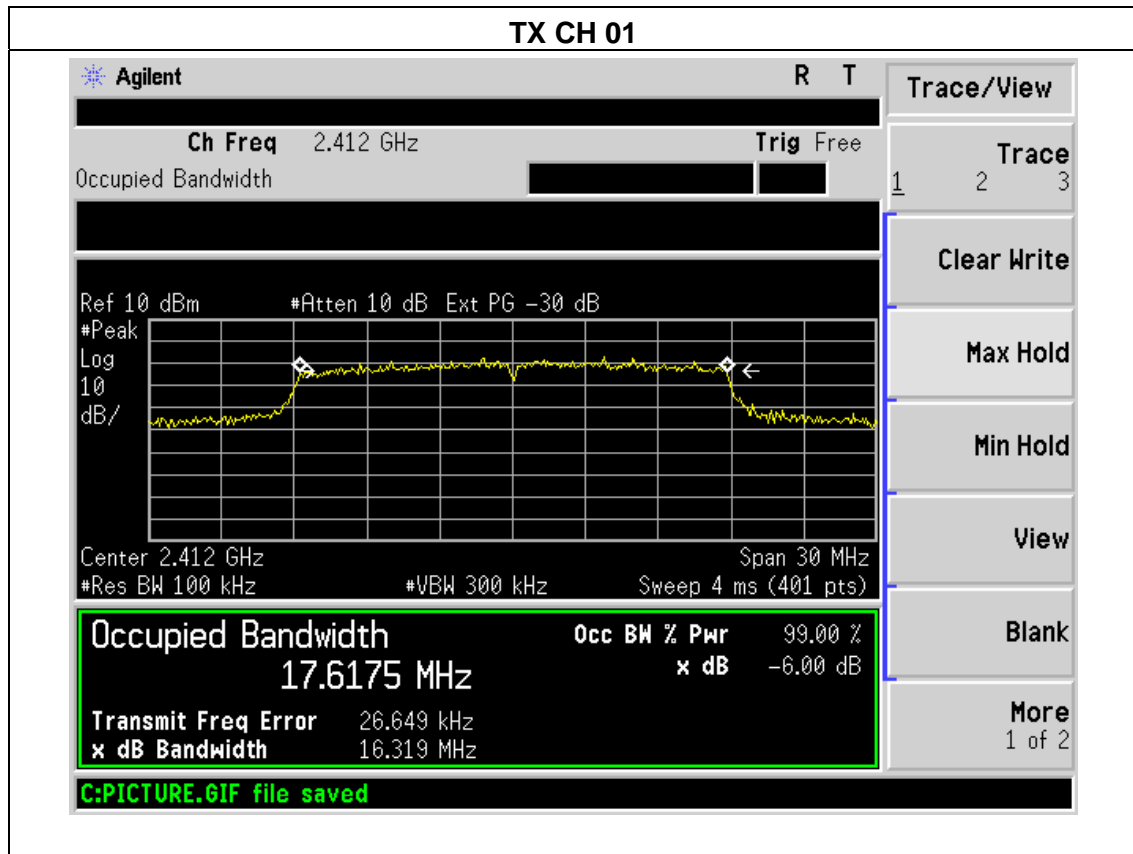 TX CH 01
Agilent R T
Trace/View
Ch Freq 2.412 GHz Trig Free
Occupied Bandwidth
Trace
1 2 3
Clear Write
Ref 10 dBm #Atten 10 dB Ext PG -30 dB
#Peak
Log
10
dB/
Max Hold
Min Hold
View
Center 2.412 GHz Span 30 MHz
#Res BW 100 kHz #VBW 300 kHz Sweep 4 ms (401 pts)
Occupied Bandwidth Occ BW % Pwr 99.00 %
17.6175 MHz x dB -6.00 dB
Blank
Transmit Freq Error 26.649 kHz
x dB Bandwidth 16.319 MHz
More
1 of 2
C:PICTURE.GIF file saved